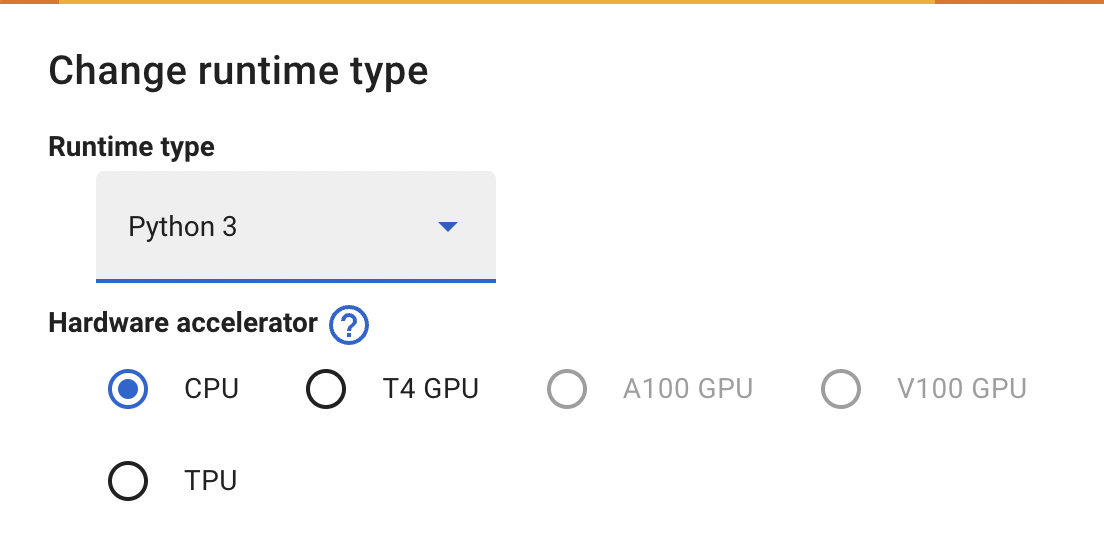 Change runtime type
Runtime type
Python 3
Hardware accelerator ?
CPU T4 GPU A100 GPU V100 GPU
TPU